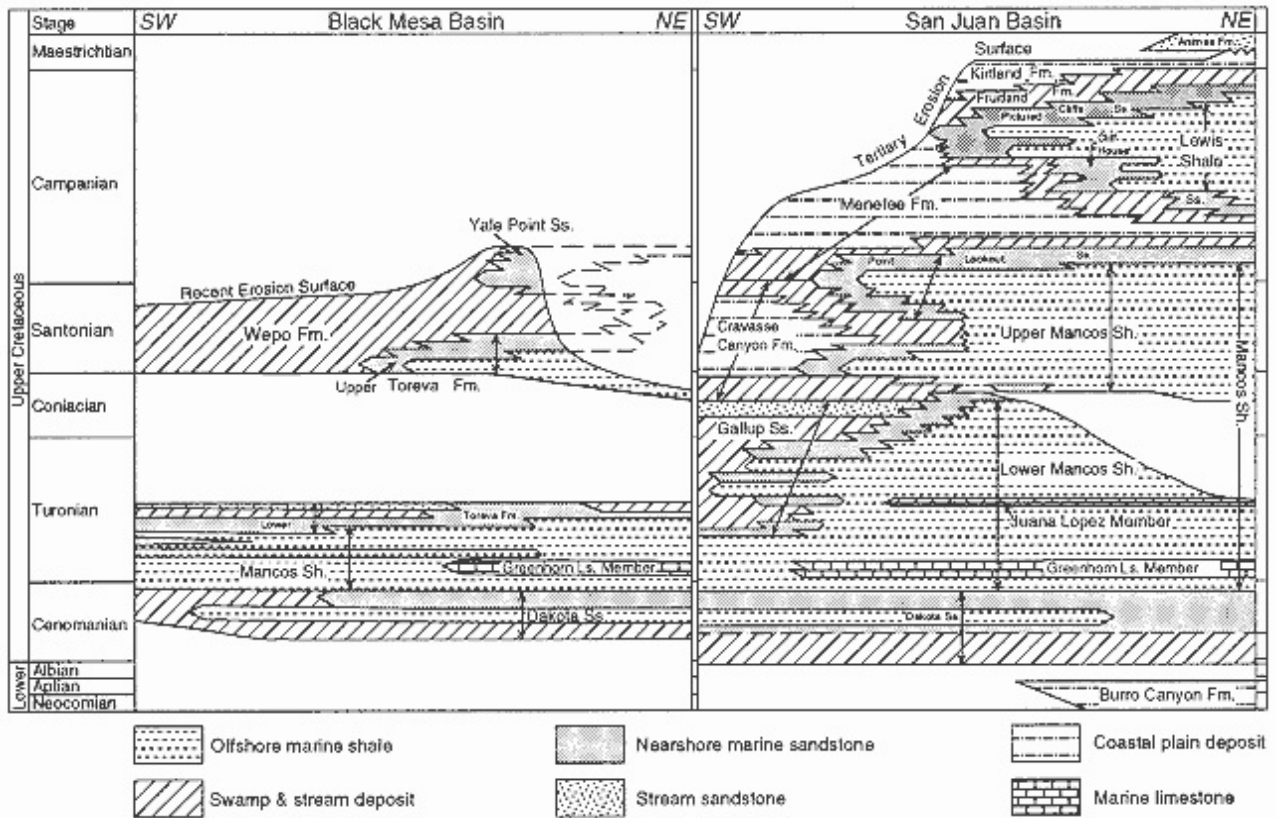 Stage SW Black Mesa Basin NE SW San Juan Basin NE
Maestrichtian
Campanian
Santonian
Coniacian
Turonian
Cenomanian
Albian
Aptian
Neocomian
Upper Cretaceous
Lower
Yale Point Ss.
Recent Erosion Surface
Wepo Fm.
Upper Toreva Fm.
Lower Toreva Fm.
Mancos Sh.
Greenhorn Ls. Member
Dakota Ss.
Animas Fm.
Tertiary Erosion Surface
Kirtland Fm.
Fruitland Fm.
Pictured Cliffs Ss.
Cliff House Ss.
Lewis Shale
Menefee Fm.
Point Lookout Ss.
Cravasse Canyon Fm.
Upper Mancos Sh.
Mancos Sh.
Gallup Ss.
Lower Mancos Sh.
Juana Lopez Member
Greenhorn Ls. Member
Dakota Ss.
Burro Canyon Fm.
Offshore marine shale
Nearshore marine sandstone
Coastal plain deposit
Swamp & stream deposit
Stream sandstone
Marine limestone